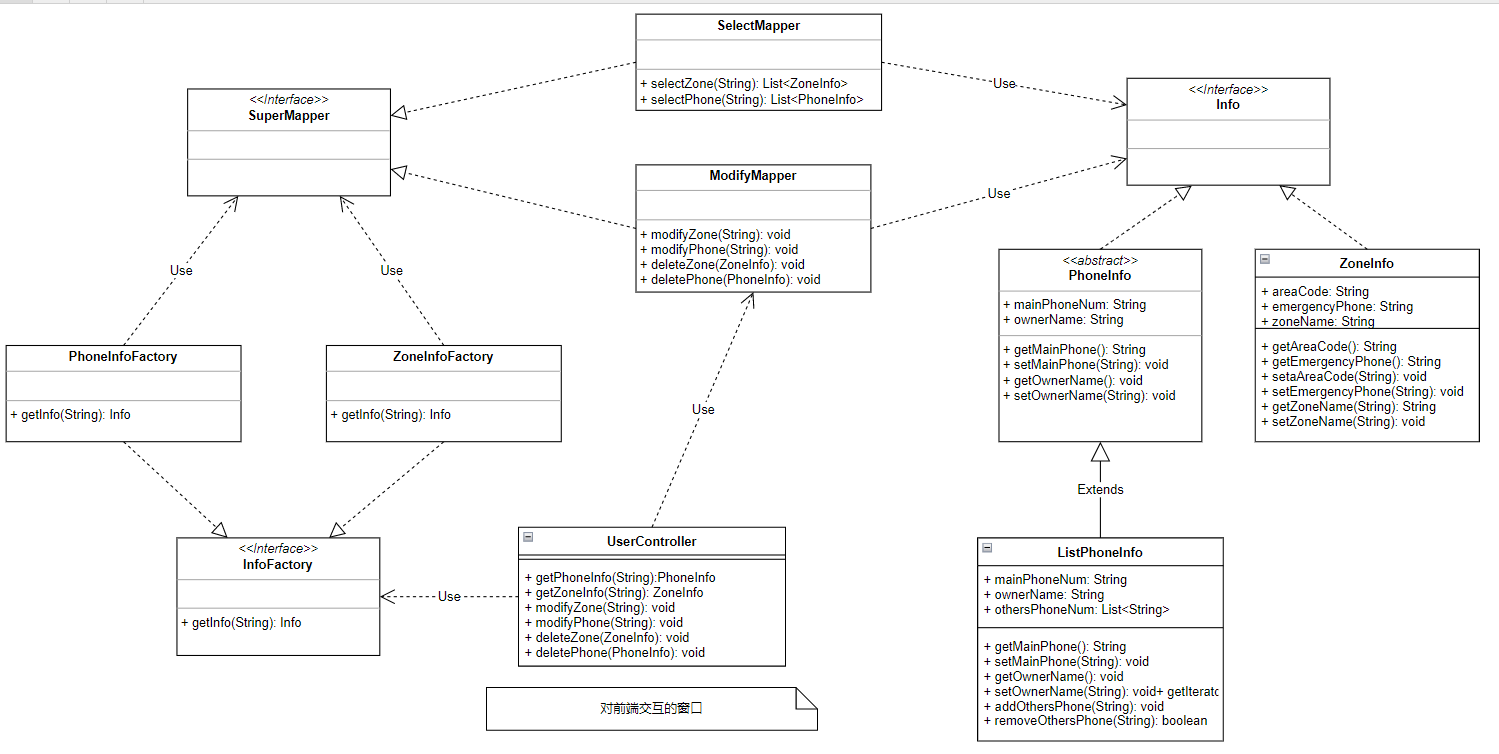 SelectMapper
+ selectZone(String): List<ZoneInfo>
+ selectPhone(String): List<PhoneInfo>
Use
<<Interface>>
Info
<<Interface>>
SuperMapper
ModifyMapper
+ modifyZone(String): void
+ modifyPhone(String): void
+ deleteZone(ZoneInfo): void
+ deletePhone(PhoneInfo): void
Use
<<abstract>>
PhoneInfo
+ mainPhoneNum: String
+ ownerName: String
+ getMainPhone(): String
+ setMainPhone(String): void
+ getOwnerName(): void
+ setOwnerName(String): void
ZoneInfo
+ areaCode: String
+ emergencyPhone: String
+ zoneName: String
+ getAreaCode(): String
+ getEmergencyPhone(): String
+ setaAreaCode(String): void
+ setEmergencyPhone(String): void
+ getZoneName(String): String
+ setZoneName(String): void
Use
Use
PhoneInfoFactory
+ getInfo(String): Info
ZoneInfoFactory
+ getInfo(String): Info
Use
Extends
<<Interface>>
InfoFactory
+ getInfo(String): Info
Use
UserController
+ getPhoneInfo(String):PhoneInfo
+ getZoneInfo(String): ZoneInfo
+ modifyZone(String): void
+ modifyPhone(String): void
+ deleteZone(ZoneInfo): void
+ deletePhone(PhoneInfo): void
ListPhoneInfo
+ mainPhoneNum: String
+ ownerName: String
+ othersPhoneNum: List<String>
+ getMainPhone(): String
+ setMainPhone(String): void
+ getOwnerName(): void
+ setOwnerName(String): void+ getIterato
+ addOthersPhone(String): void
+ removeOthersPhone(String): boolean
对前端交互的窗口